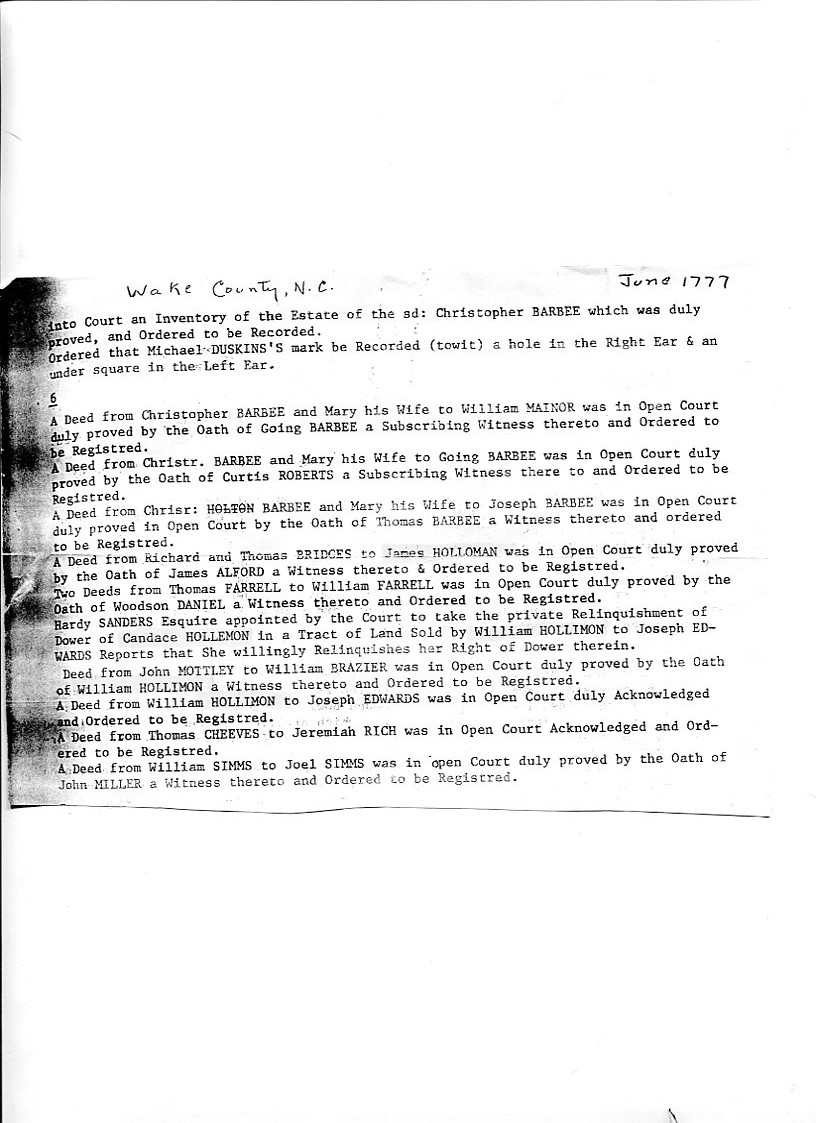 Wake County, N.C. June 1777
into Court an Inventory of the Estate of the sd: Christopher BARBEE which was duly
proved, and Ordered to be Recorded.
Ordered that Michael DUSKINS'S mark be Recorded (towit) a hole in the Right Ear & an
under square in the Left Ear.
6
A Deed from Christopher BARBEE and Mary his Wife to William MAINOR was in Open Court
duly proved by the Oath of Going BARBEE a Subscribing Witness thereto and Ordered to
be Registred.
A Deed from Christr. BARBEE and Mary his Wife to Going BARBEE was in Open Court duly
proved by the Oath of Curtis ROBERTS a Subscribing Witness there to and Ordered to be
Registred.
A Deed from Chrisr: HOLTON BARBEE and Mary his Wife to Joseph BARBEE was in Open Court
duly proved in Open Court by the Oath of Thomas BARBEE a Witness thereto and ordered
to be Registred.
A Deed from Richard and Thomas BRIDGES to James HOLLOMAN was in Open Court duly proved
by the Oath of James ALFORD a Witness thereto & Ordered to be Registred.
Two Deeds from Thomas FARRELL to William FARRELL was in Open Court duly proved by the
Oath of Woodson DANIEL a Witness thereto and Ordered to be Registred.
Hardy SANDERS Esquire appointed by the Court to take the private Relinquishment of
Dower of Candace HOLLEMON in a Tract of Land Sold by William HOLLIMON to Joseph ED-
WARDS Reports that She willingly Relinquishes her Right of Dower therein.
Deed from John MOTTLEY to William BRAZIER was in Open Court duly proved by the Oath
of William HOLLIMON a Witness thereto and Ordered to be Registred.
A Deed from William HOLLIMON to Joseph EDWARDS was in Open Court duly Acknowledged
and Ordered to be Registred.
A Deed from Thomas CHEEVES to Jeremiah RICH was in Open Court Acknowledged and Ord-
ered to be Registred.
A Deed from William SIMMS to Joel SIMMS was in open Court duly proved by the Oath of
John MILLER a Witness thereto and Ordered to be Registred.